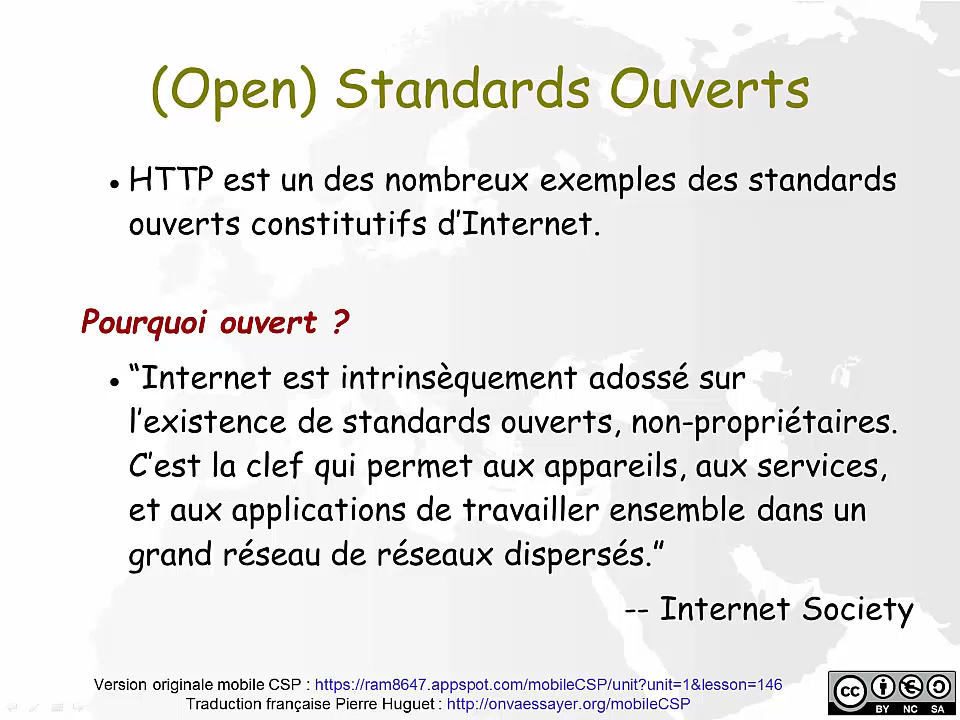 (Open) Standards Ouverts
• HTTP est un des nombreux exemples des standards
ouverts constitutifs d’Internet.
Pourquoi ouvert ?
• “Internet est intrinsèquement adossé sur
l’existence de standards ouverts, non-propriétaires.
C’est la clef qui permet aux appareils, aux services,
et aux applications de travailler ensemble dans un
grand réseau de réseaux dispersés.”
-- Internet Society
Version originale mobile CSP : https://ram8647.appspot.com/mobileCSP/unit?unit=1&lesson=146
Traduction française Pierre Huguet : http://onvaessayer.org/mobileCSP
cc
BY NC SA